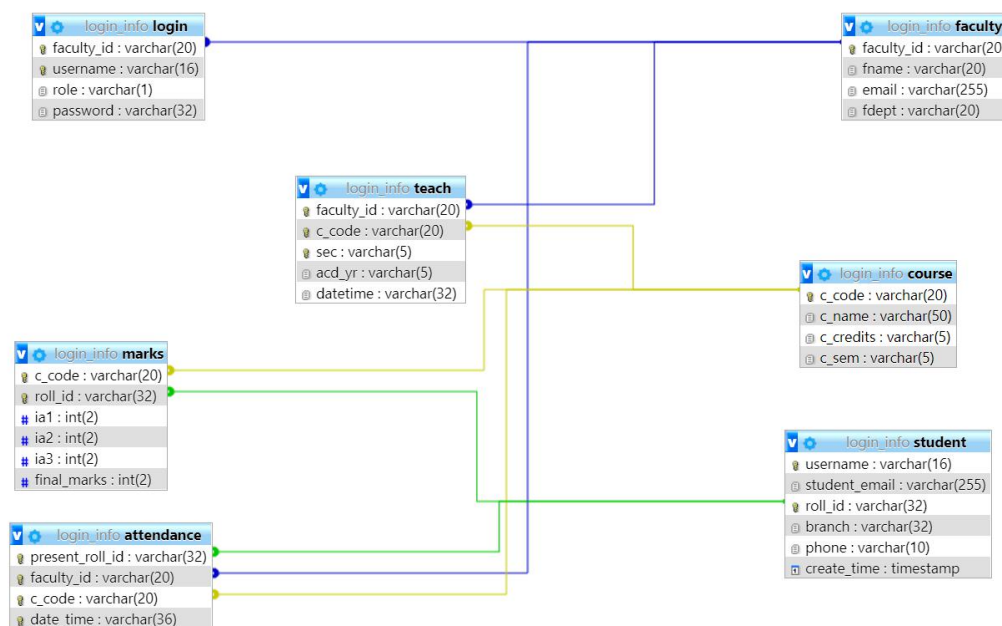 login_info login
faculty_id : varchar(20)
username : varchar(16)
role : varchar(1)
password : varchar(32)
login_info faculty
faculty_id : varchar(20
fname : varchar(20)
email : varchar(255)
fdept : varchar(20)
login_info teach
faculty_id : varchar(20)
c_code : varchar(20)
sec : varchar(5)
acd_yr : varchar(5)
datetime : varchar(32)
login_info course
c_code : varchar(20)
c_name : varchar(50)
c_credits : varchar(5)
c_sem : varchar(5)
login_info marks
c_code : varchar(20)
roll_id : varchar(32)
# ia1 : int(2)
# ia2 : int(2)
# ia3 : int(2)
# final_marks : int(2)
login_info student
username : varchar(16)
student_email : varchar(255)
roll_id : varchar(32)
branch : varchar(32)
phone : varchar(10)
create_time : timestamp
login_info attendance
present_roll_id : varchar(32)
faculty_id : varchar(20)
c_code : varchar(20)
date_time : varchar(36)